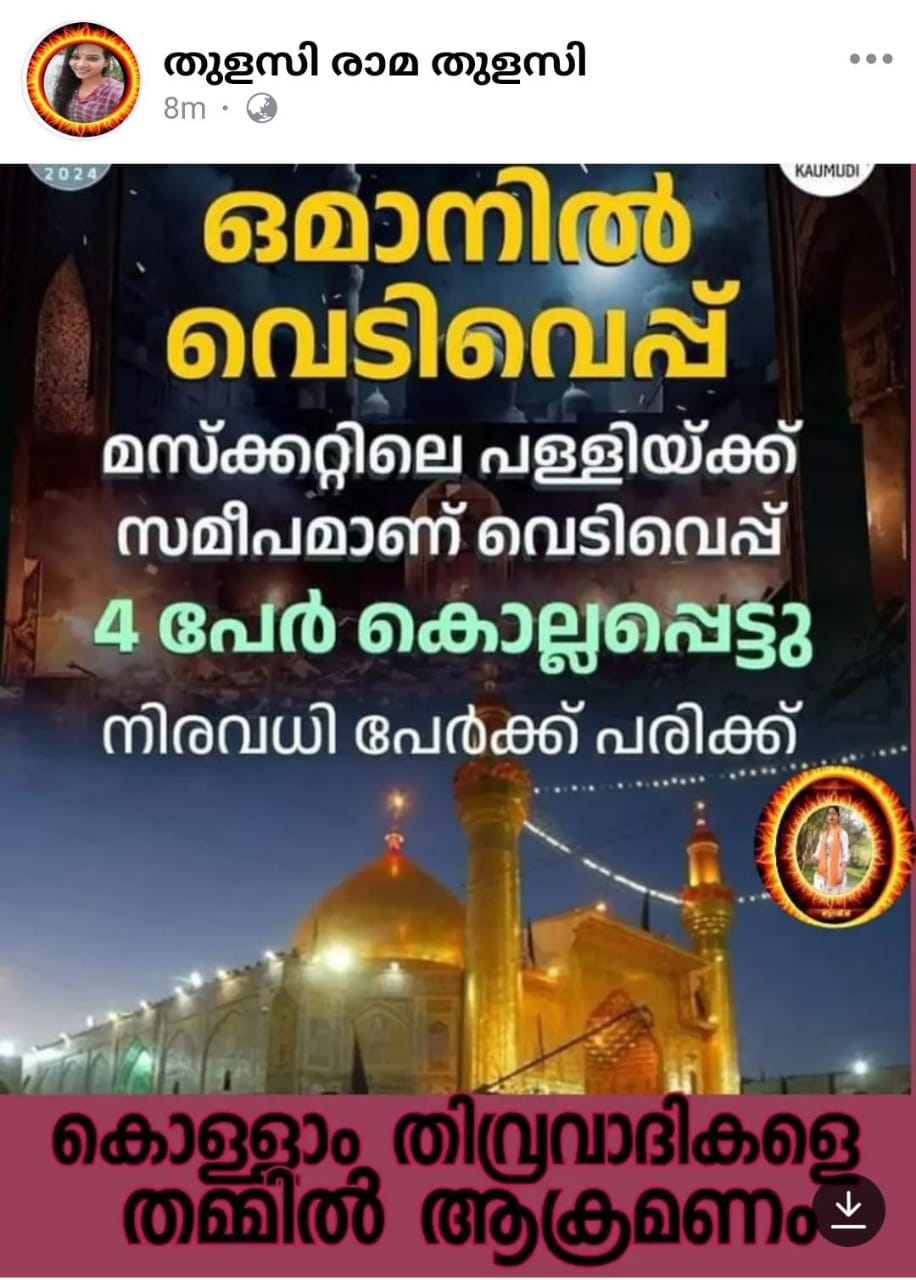 തുളസി രാമ തുളസി
8m
2024
KAUMUDI
ഒമാനിൽ
വെടിവെപ്പ്
മസ്ക്കറ്റിലെ പള്ളിയ്ക്ക്
സമീപമാണ് വെടിവെപ്പ്
4 പേർ കൊല്ലപ്പെട്ടു
നിരവധി പേർക്ക് പരിക്ക്
കൊള്ളാം തിവ്രവാദികളെ
തമ്മിൽ ആക്രമണം